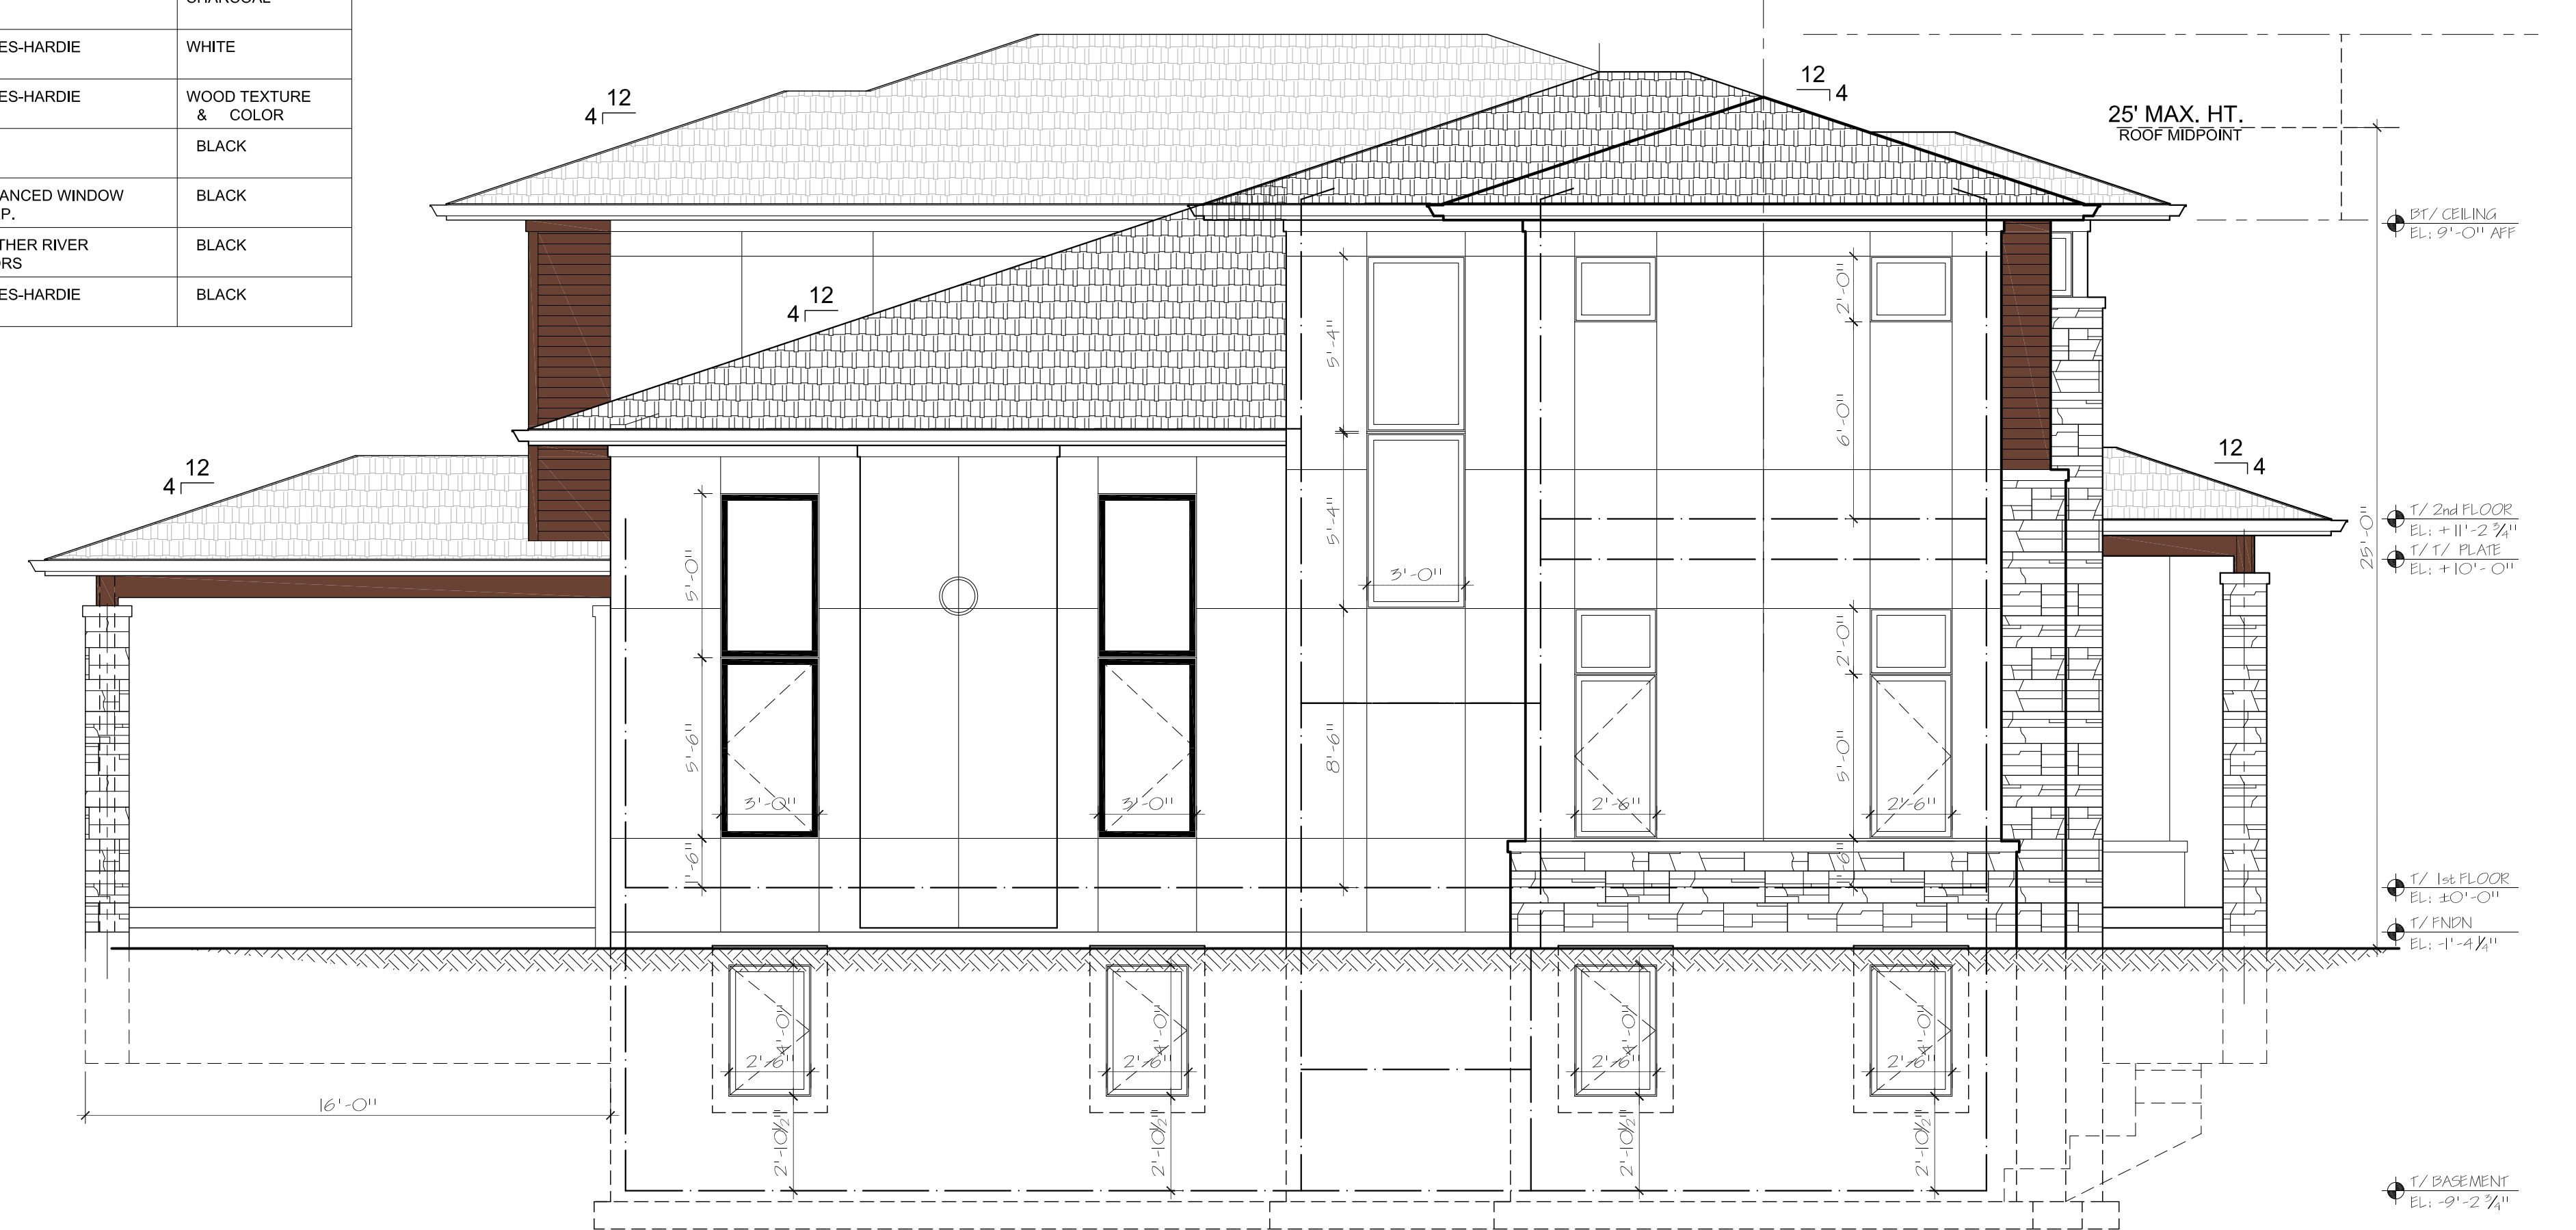 ES-HARDIE WHITE
ES-HARDIE WOOD TEXTURE
& COLOR
BLACK
ANCED WINDOW BLACK
P.
THER RIVER BLACK
ORS
ES-HARDIE BLACK
12
4
12
4
25' MAX. HT.
ROOF MIDPOINT
BT/ CEILING
EL: 9'-0" AFF
12
4
5'-4"
2'-0"
6'-0"
12
4
12
4
5'-0"
5'-4"
3'-0"
T/ 2nd FLOOR
EL: +11'-2 3/4"
T/T/ PLATE
EL: +10'-0"
25'-0"
2'-0"
5'-6"
8'-6"
5'-0"
3'-0"
3'-0"
2'-6"
2'-6"
1'-6"
T/ 1st FLOOR
EL: ±0'-0"
T/ FNDN
EL: -1'-4 1/4"
4'-0"
4'-0"
4'-0"
4'-0"
2'-6"
2'-6"
2'-6"
2'-6"
16'-0"
2'-10 1/2"
2'-10 1/2"
2'-10 1/2"
2'-10 1/2"
T/ BASEMENT
EL: -9'-2 3/4"